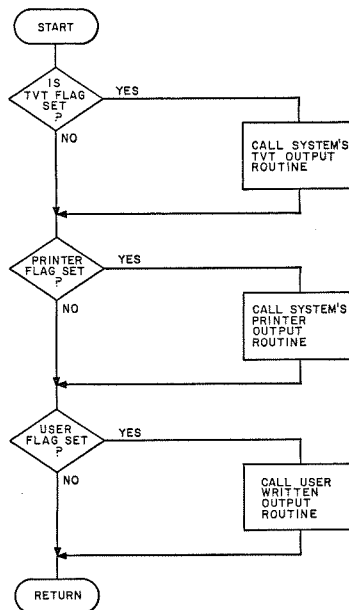 START
IS
TVT FLAG
SET
?
YES
NO
CALL SYSTEM'S
TVT OUTPUT
ROUTINE
PRINTER
FLAG SET
?
YES
NO
CALL SYSTEM'S
PRINTER
OUTPUT
ROUTINE
USER
FLAG SET
?
YES
NO
CALL USER
WRITTEN
OUTPUT
ROUTINE
RETURN